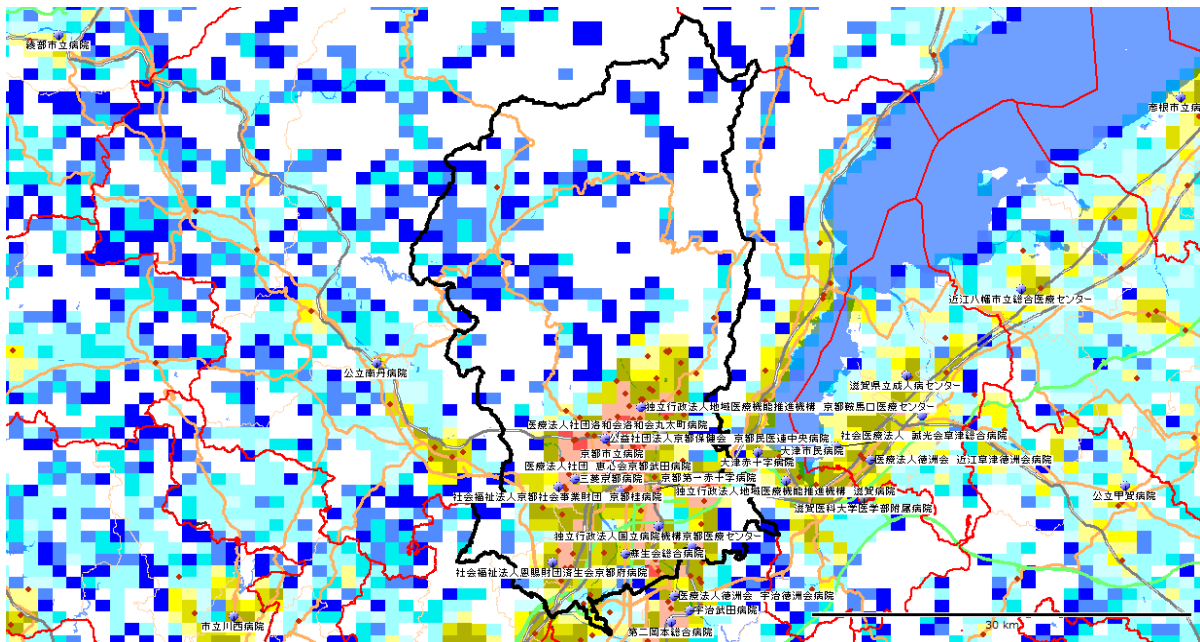 綾部市立病院
彦根市立病
近江八幡市立総合医療センター
公立南丹病院
滋賀県立成人病センター
独立行政法人地域医療機能推進機構 京都鞍馬口医療センター
医療法人社団洛和会洛和会丸太町病院
公益社団法人京都保健会 京都民医連中央病院
社会医療法人 誠光会草津総合病院
京都市立病院
大津市民病院
医療法人社団 恵心会京都武田病院
大津赤十字病院
医療法人徳洲会 近江草津徳洲会病院
三菱京都病院
京都第一赤十字病院
社会福祉法人京都社会事業財団 京都桂病院
独立行政法人地域医療機能推進機構 滋賀病院
公立甲賀病院
滋賀医科大学医学部附属病院
独立行政法人国立病院機構京都医療センター
蘇生会総合病院
社会福祉法人恩賜財団済生会京都府病院
医療法人徳洲会 宇治徳洲会病院
宇治武田病院
市立川西病院
第二岡本総合病院
30 km